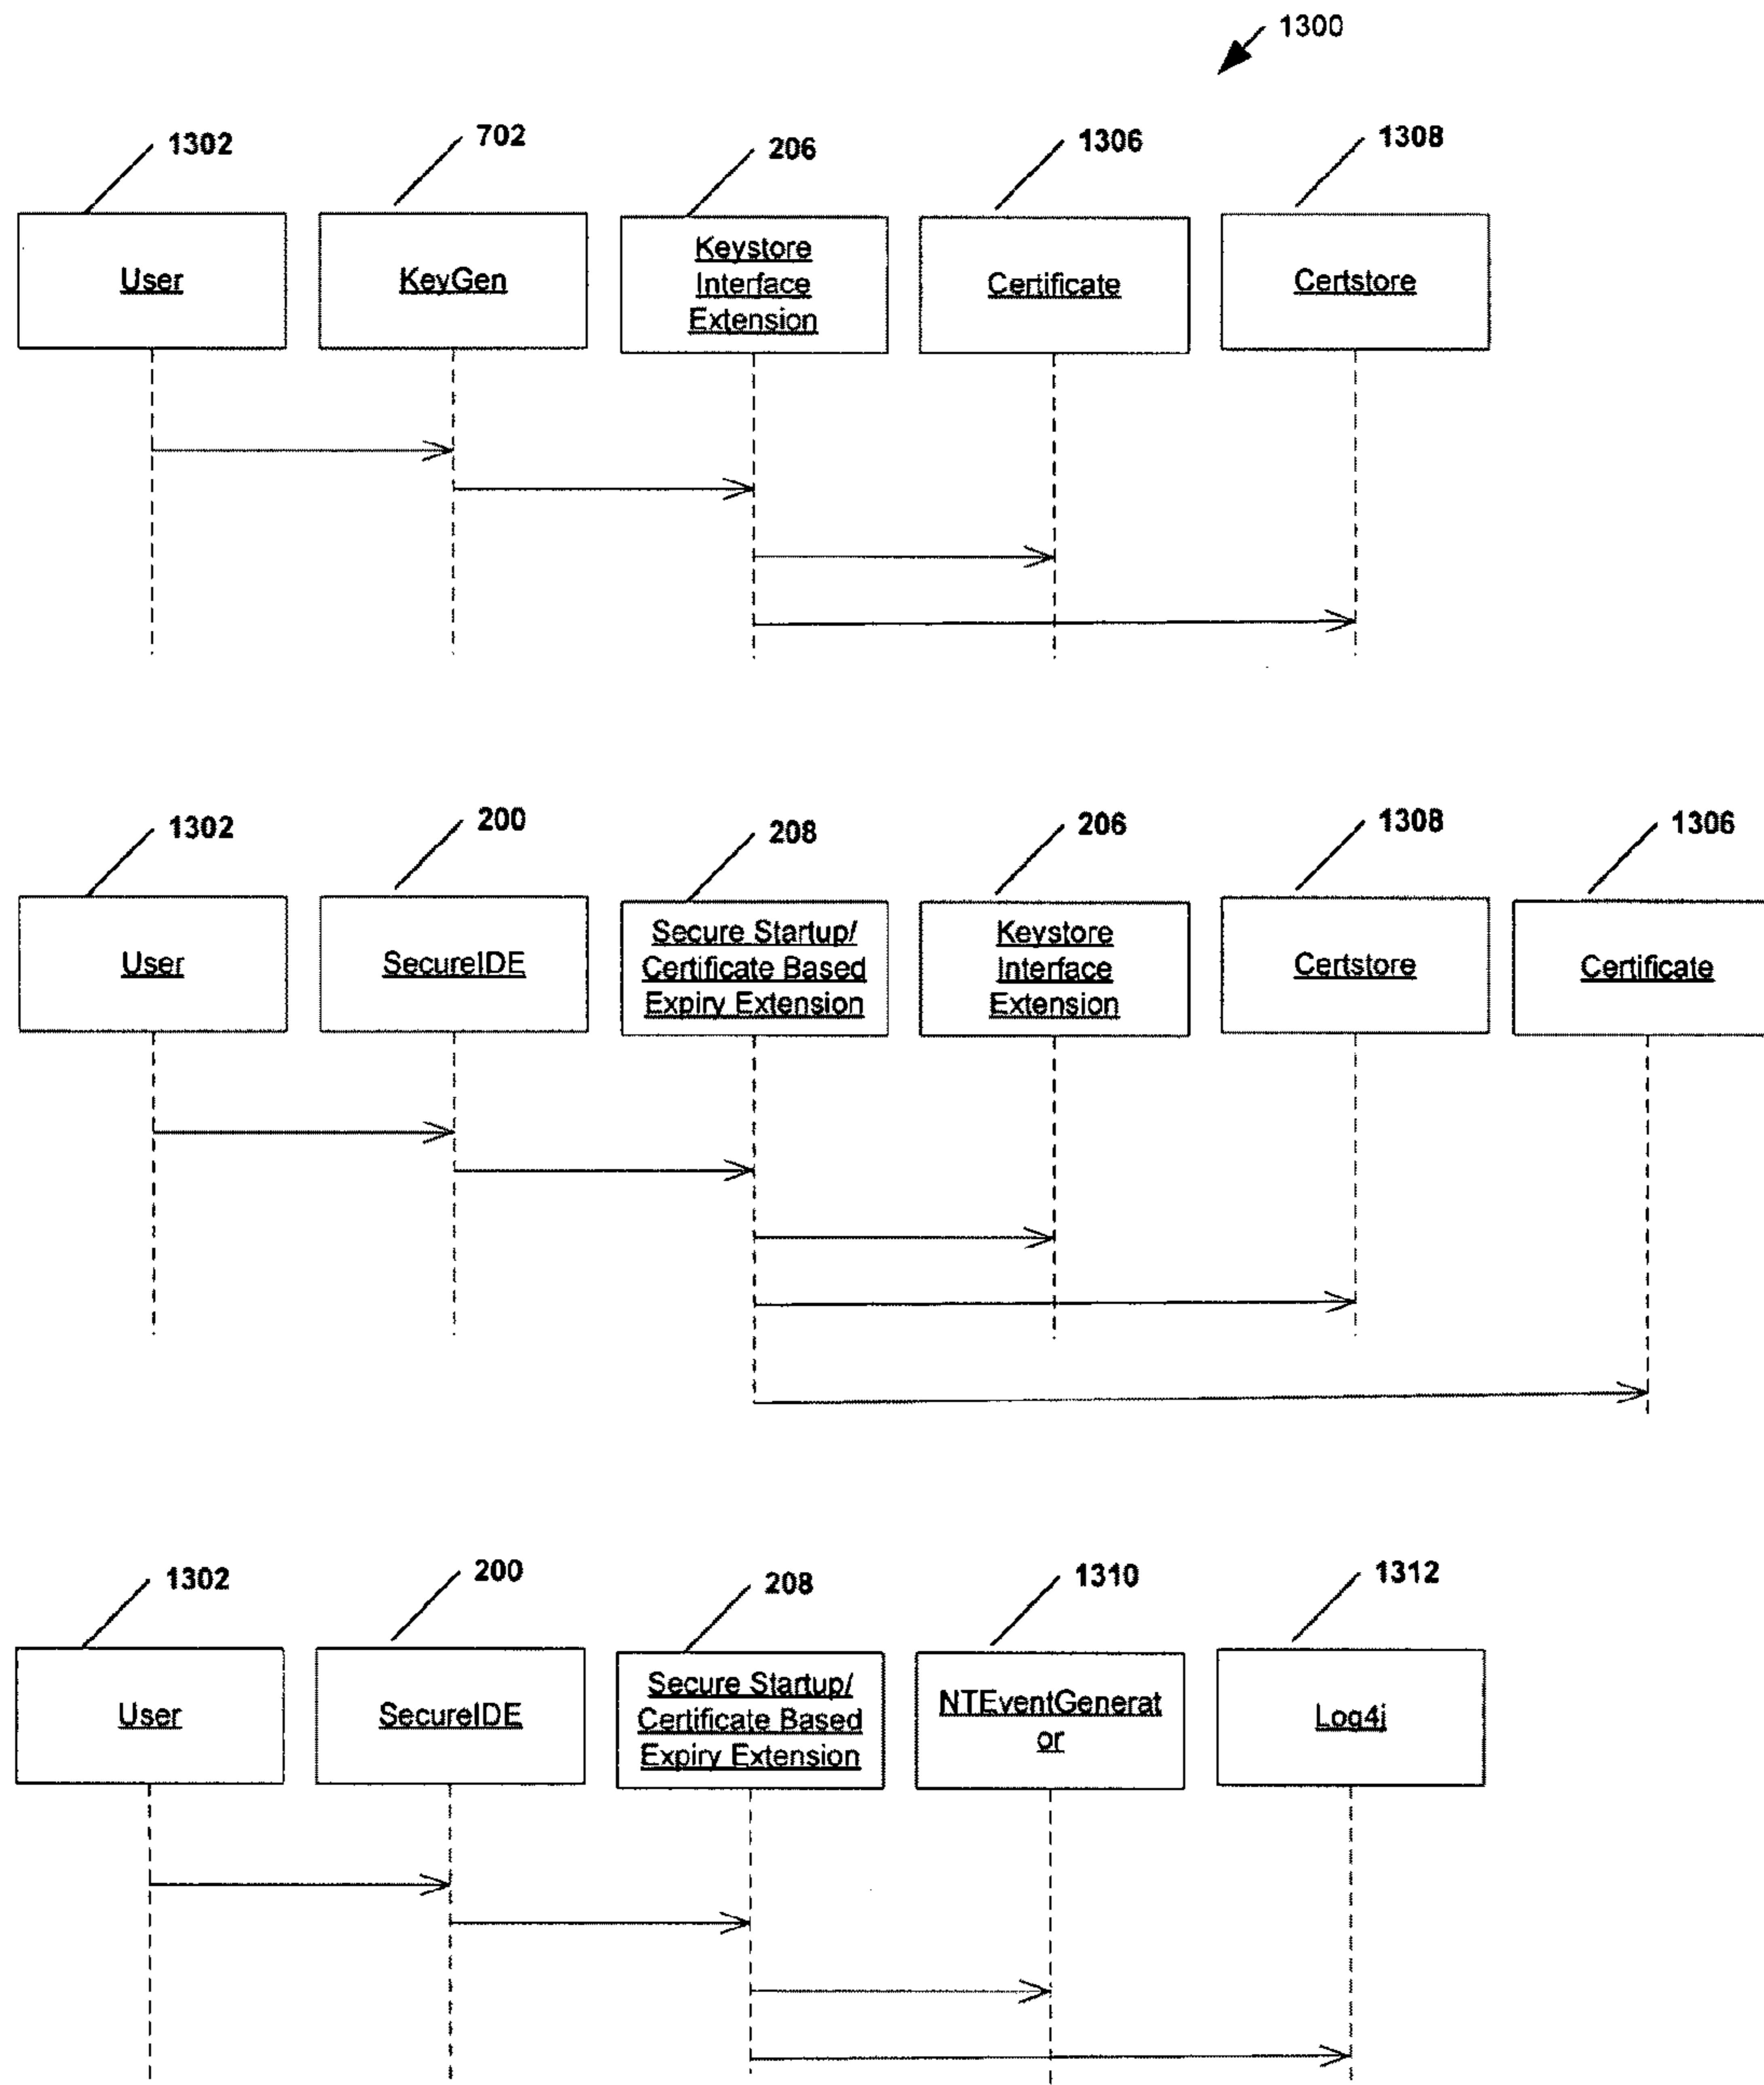 1300
1302
702
206
1306
1308
User
KeyGen
Keystore
Interface
Extension
Certificate
Certstore
1302
200
208
206
1308
1306
User
SecureIDE
Secure Startup/
Certificate Based
Expiry Extension
Keystore
Interface
Extension
Certstore
Certificate
1302
200
208
1310
1312
User
SecureIDE
Secure Startup/
Certificate Based
Expiry Extension
NTEventGenerat
or
Log4j